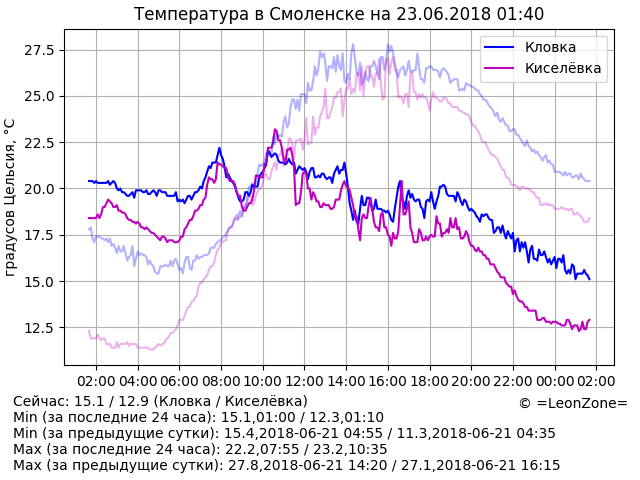 Температура в Смоленске на 23.06.2018 01:40
Кловка
Киселёвка
градусов Цельсия, °C
27.5
25.0
22.5
20.0
17.5
15.0
12.5
02:00 04:00 06:00 08:00 10:00 12:00 14:00 16:00 18:00 20:00 22:00 00:00 02:00
Сейчас: 15.1 / 12.9 (Кловка / Киселёвка)
© =LeonZone=
Min (за последние 24 часа): 15.1,01:00 / 12.3,01:10
Min (за предыдущие сутки): 15.4,2018-06-21 04:55 / 11.3,2018-06-21 04:35
Max (за последние 24 часа): 22.2,07:55 / 23.2,10:35
Max (за предыдущие сутки): 27.8,2018-06-21 14:20 / 27.1,2018-06-21 16:15